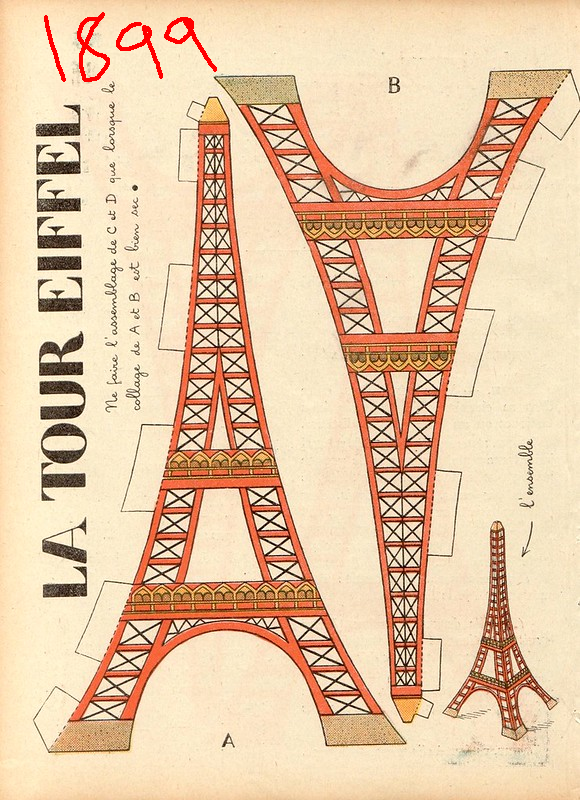 1899
B
LA TOUR EIFFEL
Ne faire l'assemblage de C et D que lorsque le
collage de A et B est bien sec •
l'ensemble
A